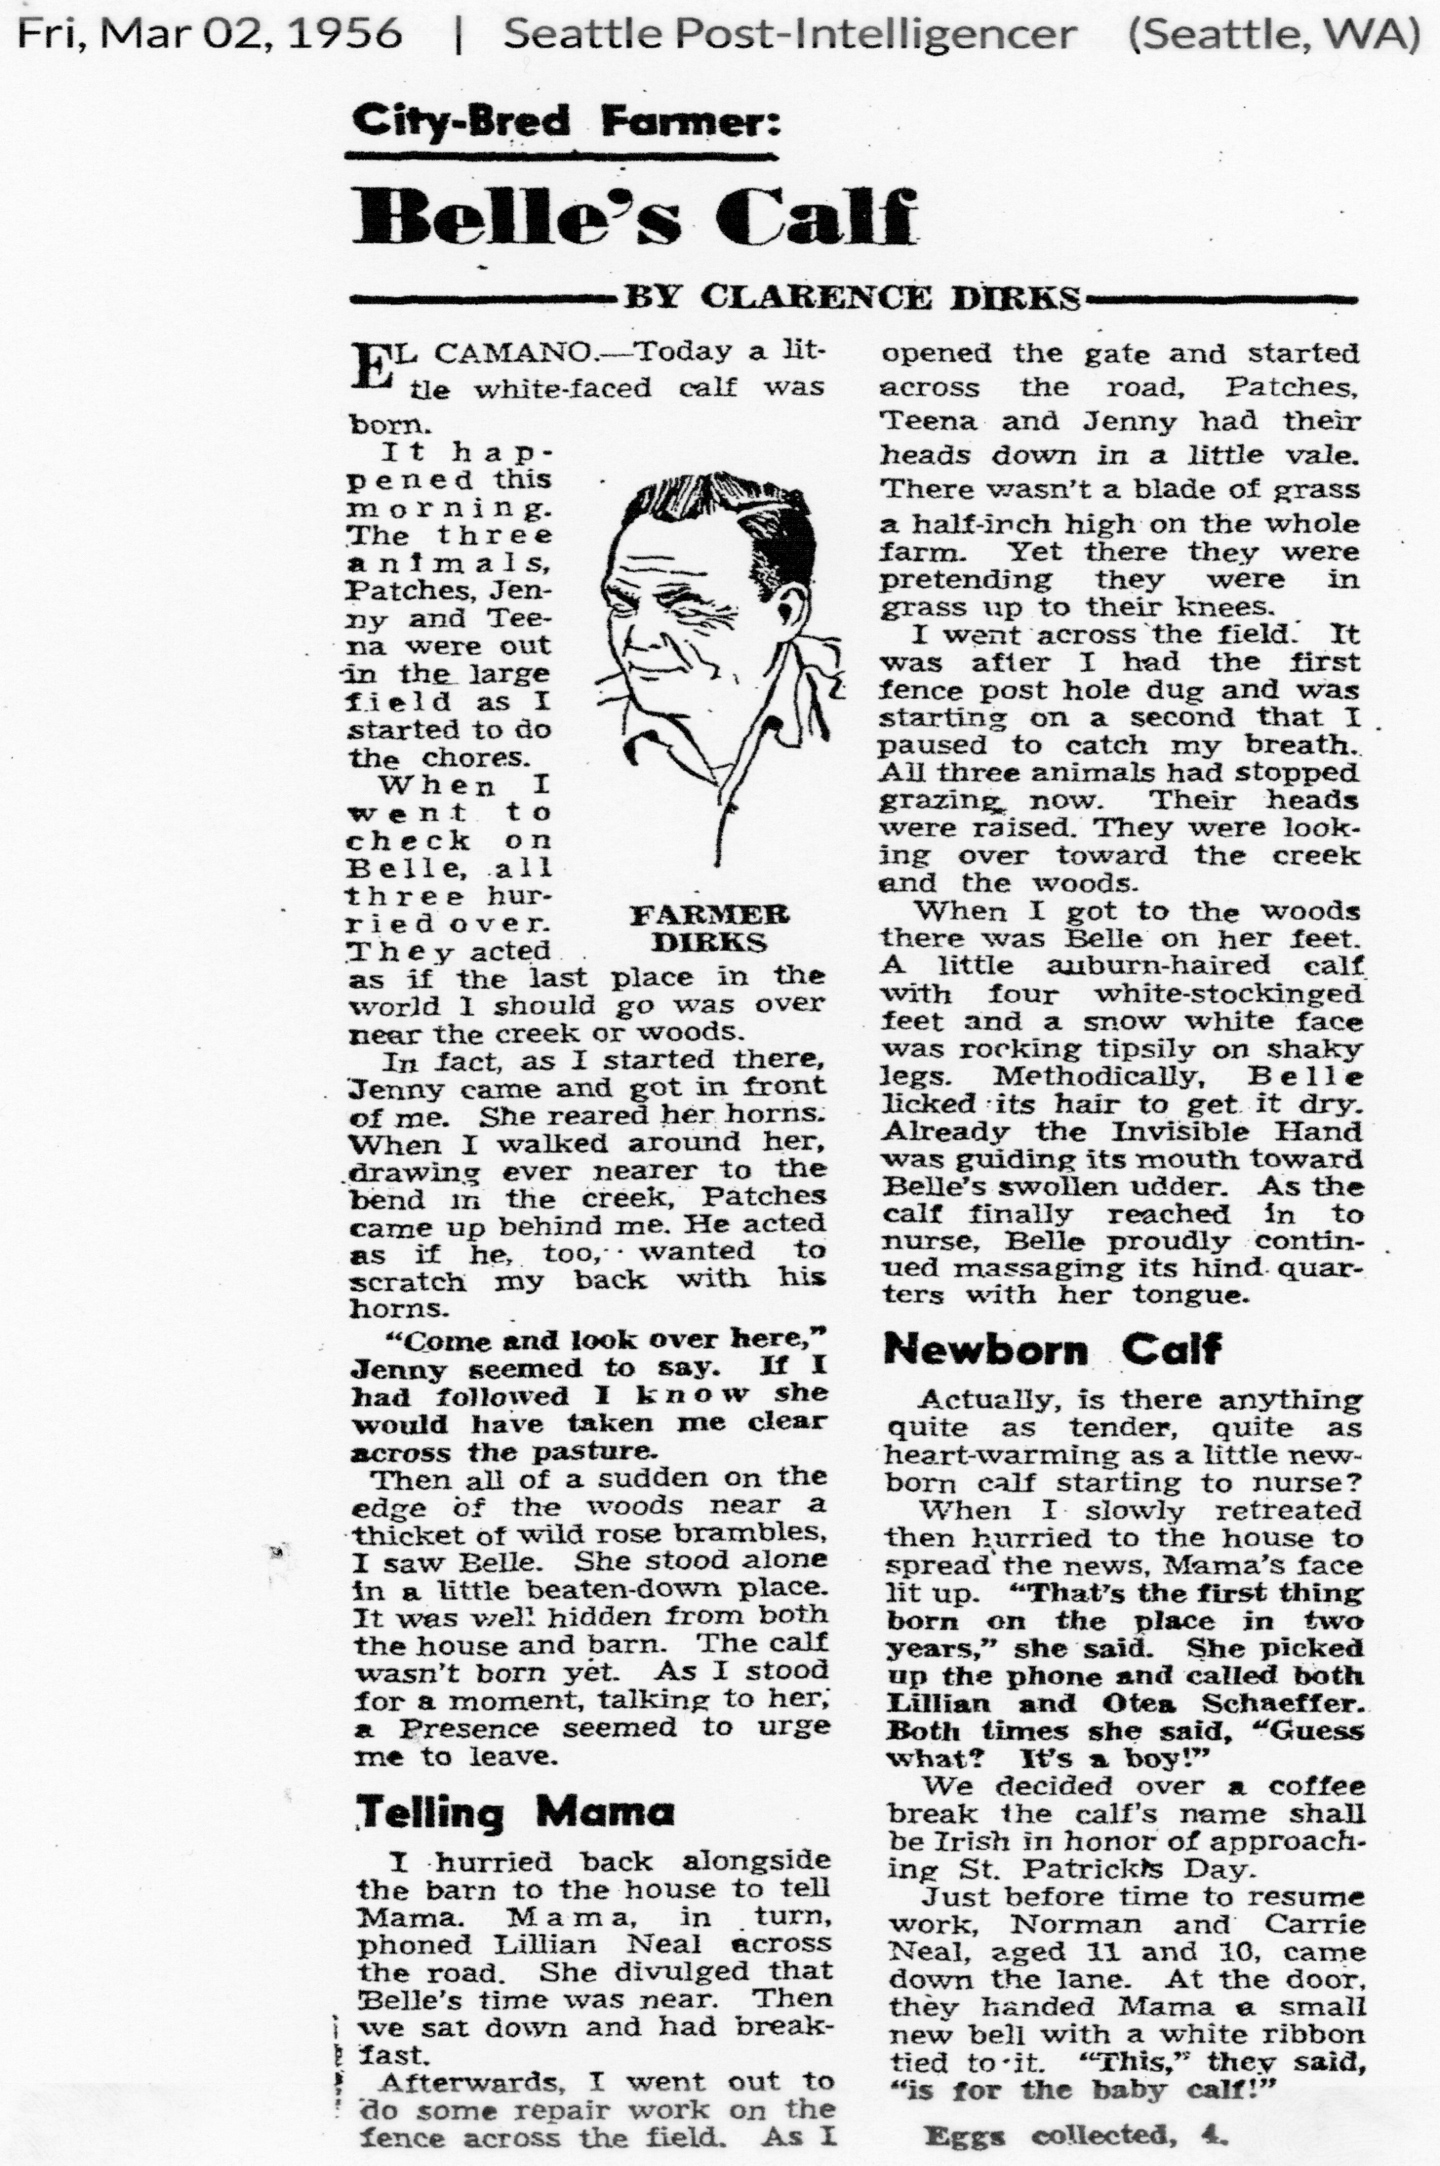 Fri, Mar 02, 1956 | Seattle Post-Intelligencer (Seattle, WA)
City-Bred Farmer:
Belle's Calf
BY CLARENCE DIRKS
EL CAMANO.—Today a lit-
tle white-faced calf was
born.
It hap-
pened this
morning.
The three
animals,
Patches, Jen-
ny and Tee-
na were out
in the large
field as I
started to do
the chores.
When I
went to
check on
Belle, all
three hur-
ried over.
They acted
FARMER
DIRKS
as if the last place in the
world I should go was over
near the creek or woods.
In fact, as I started there,
Jenny came and got in front
of me. She reared her horns.
When I walked around her,
drawing ever nearer to the
bend in the creek, Patches
came up behind me. He acted
as if he, too, wanted to
scratch my back with his
horns.
"Come and look over here,"
Jenny seemed to say. If I
had followed I know she
would have taken me clear
across the pasture.
Then all of a sudden on the
edge of the woods near a
thicket of wild rose brambles,
I saw Belle. She stood alone
in a little beaten-down place.
It was well hidden from both
the house and barn. The calf
wasn't born yet. As I stood
for a moment, talking to her,
a Presence seemed to urge
me to leave.
Telling Mama
I hurried back alongside
the barn to the house to tell
Mama. Mama, in turn,
phoned Lillian Neal across
the road. She divulged that
Belle's time was near. Then
we sat down and had break-
fast.
Afterwards, I went out to
do some repair work on the
fence across the field. As I
opened the gate and started
across the road, Patches,
Teena and Jenny had their
heads down in a little vale.
There wasn't a blade of grass
a half-inch high on the whole
farm. Yet there they were
pretending they were in
grass up to their knees.
I went across the field. It
was after I had the first
fence post hole dug and was
starting on a second that I
paused to catch my breath.
All three animals had stopped
grazing now. Their heads
were raised. They were look-
ing over toward the creek
and the woods.
When I got to the woods
there was Belle on her feet.
A little auburn-haired calf
with four white-stockinged
feet and a snow white face
was rocking tipsily on shaky
legs. Methodically, Belle
licked its hair to get it dry.
Already the Invisible Hand
was guiding its mouth toward
Belle's swollen udder. As the
calf finally reached in to
nurse, Belle proudly contin-
ued massaging its hind quar-
ters with her tongue.
Newborn Calf
Actually, is there anything
quite as tender, quite as
heart-warming as a little new-
born calf starting to nurse?
When I slowly retreated
then hurried to the house to
spread the news, Mama's face
lit up. "That's the first thing
born on the place in two
years," she said. She picked
up the phone and called both
Lillian and Otea Schaeffer.
Both times she said, "Guess
what? It's a boy!"
We decided over a coffee
break the calf's name shall
be Irish in honor of approach-
ing St. Patrick's Day.
Just before time to resume
work, Norman and Carrie
Neal, aged 11 and 10, came
down the lane. At the door,
they handed Mama a small
new bell with a white ribbon
tied to it. "This," they said,
"is for the baby calf!"
Eggs collected, 4.